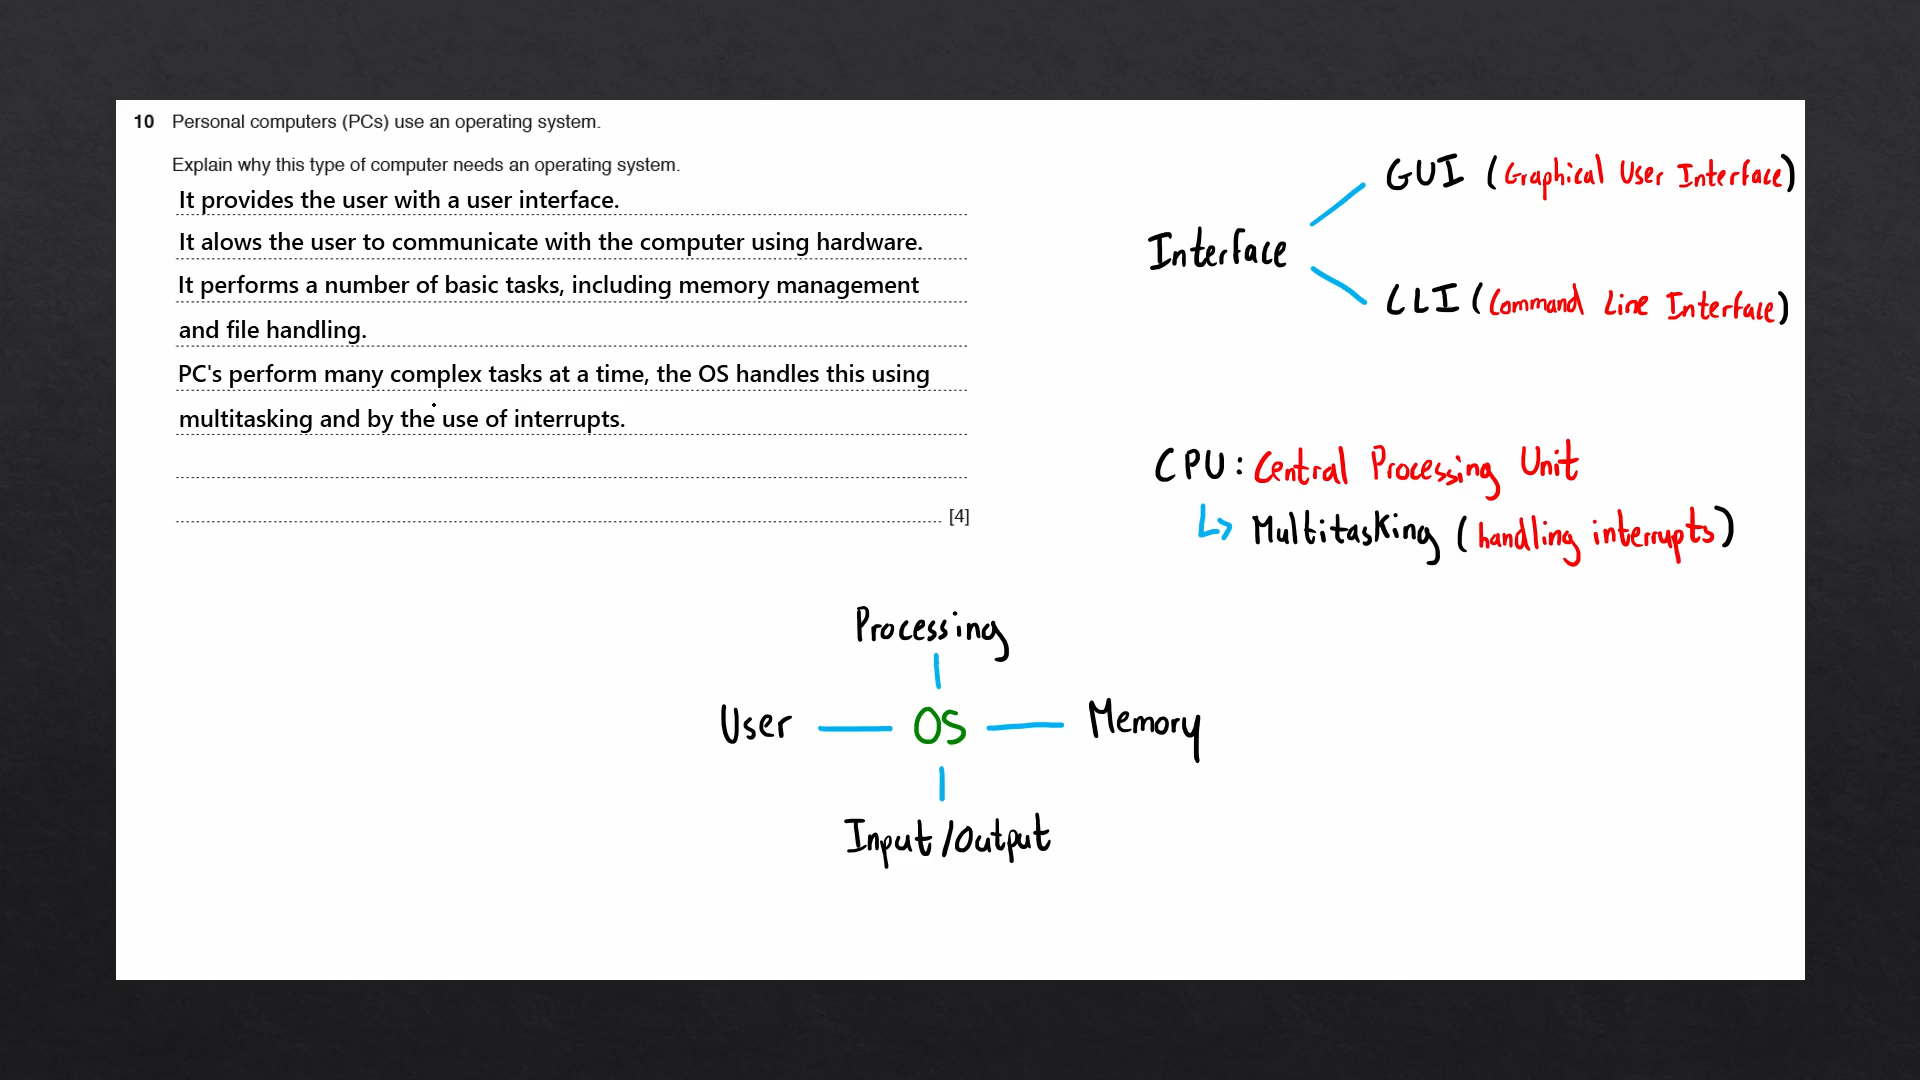 10 Personal computers (PCs) use an operating system.
Explain why this type of computer needs an operating system.
It provides the user with a user interface.
It alows the user to communicate with the computer using hardware.
It performs a number of basic tasks, including memory management
and file handling.
PC's perform many complex tasks at a time, the OS handles this using
multitasking and by the use of interrupts.
[4]
Interface
GUI (Graphical User Interface)
CLI (Command Line Interface)
CPU: Central Processing Unit
Multitasking (handling interrupts)
Processing
User OS Memory
Input/Output